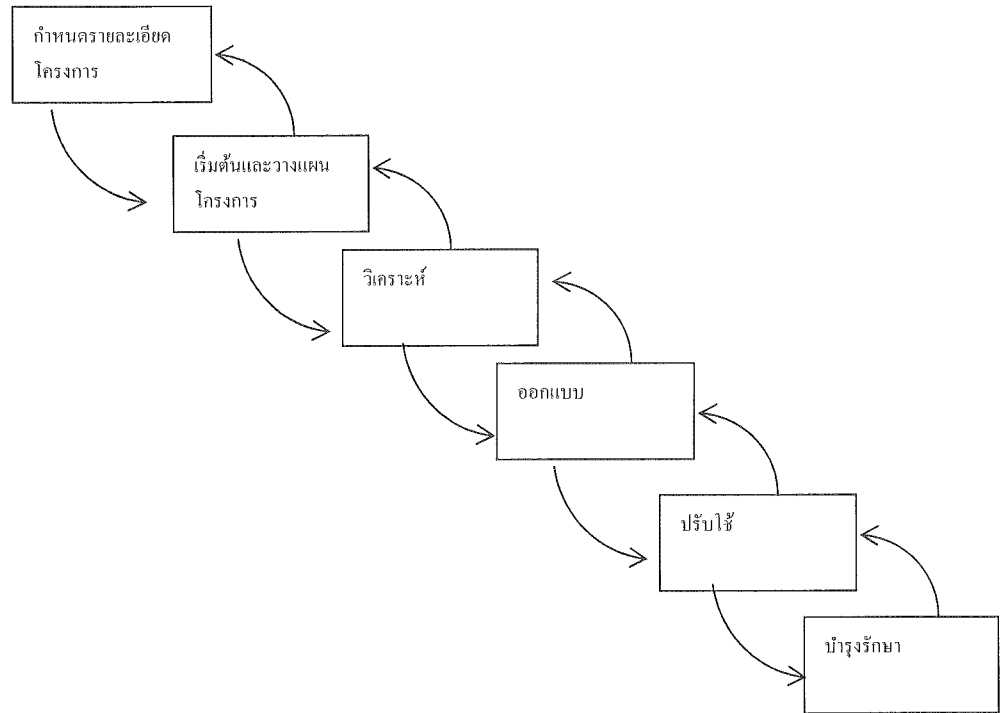 กำหนดรายละเอียด
โครงการ
เริ่มต้นและวางแผน
โครงการ
วิเคราะห์
ออกแบบ
ปรับใช้
บำรุงรักษา